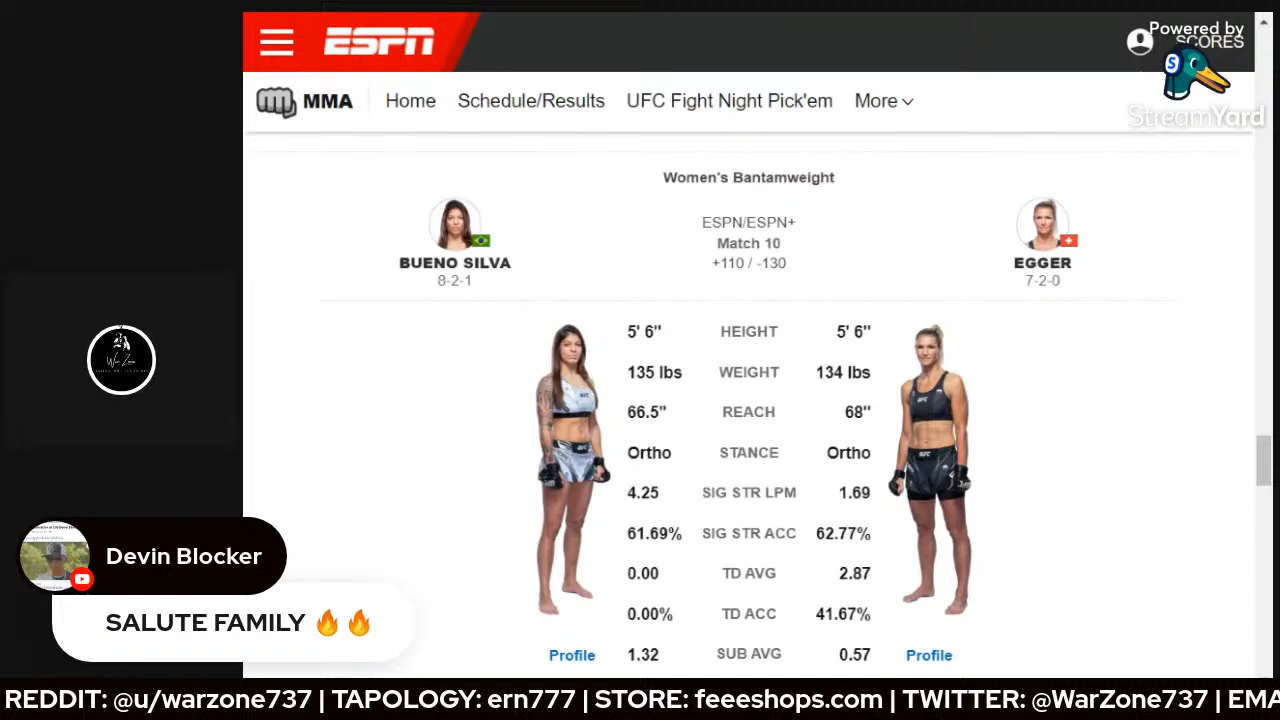 Powered by
StreamYard
ESPN
SCORES
MMA
Home
Schedule/Results
UFC Fight Night Pick'em
More
Women's Bantamweight
ESPN/ESPN+
Match 10
+110 / -130
BUENO SILVA
8-2-1
EGGER
7-2-0
5' 6" HEIGHT 5' 6"
135 lbs WEIGHT 134 lbs
66.5" REACH 68"
Ortho STANCE Ortho
4.25 SIG STR LPM 1.69
61.69% SIG STR ACC 62.77%
0.00 TD AVG 2.87
0.00% TD ACC 41.67%
Profile 1.32 SUB AVG 0.57 Profile
War Zone
Devin Blocker
SALUTE FAMILY 🔥🔥
REDDIT: @u/warzone737 | TAPOLOGY: ern777 | STORE: feeeshops.com | TWITTER: @WarZone737 | EMA